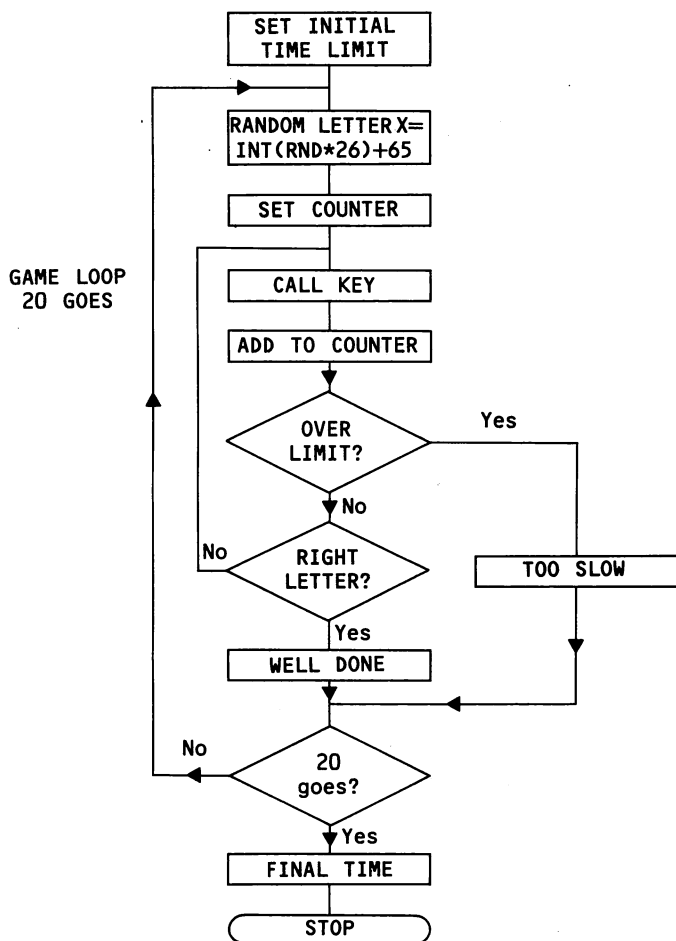 SET INITIAL
TIME LIMIT
RANDOM LETTER X=
INT(RND*26)+65
SET COUNTER
GAME LOOP
20 GOES
CALL KEY
ADD TO COUNTER
OVER
LIMIT?
Yes
No
RIGHT
LETTER?
No
TOO SLOW
Yes
WELL DONE
20
goes?
No
Yes
FINAL TIME
STOP